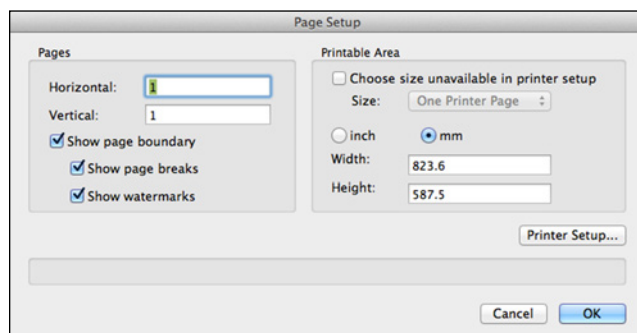 Page Setup
Pages
Horizontal: 1
Vertical: 1
Show page boundary
Show page breaks
Show watermarks
Printable Area
Choose size unavailable in printer setup
Size: One Printer Page
inch mm
Width: 823.6
Height: 587.5
Printer Setup...
Cancel OK